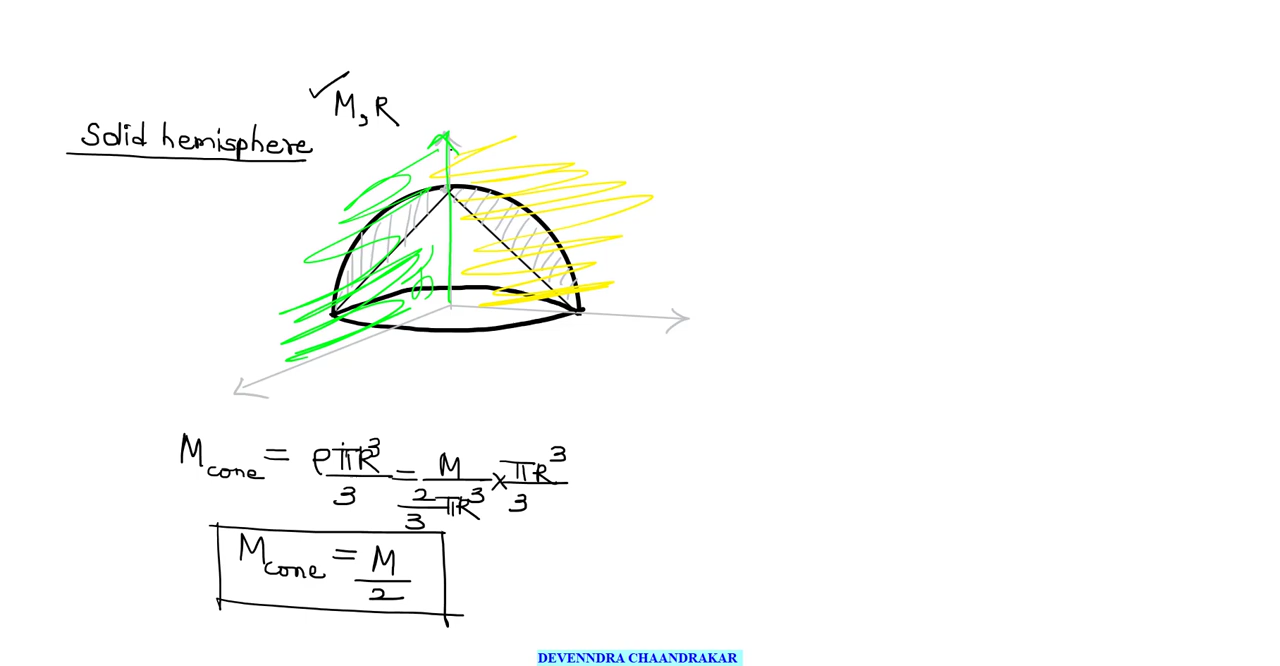 M, R
Solid hemisphere
h
M_cone = ρπR³/3 = M/(2/3 πR³) × πR³/3
M_cone = M/2
DEVENNDRA CHAANDRAKAR